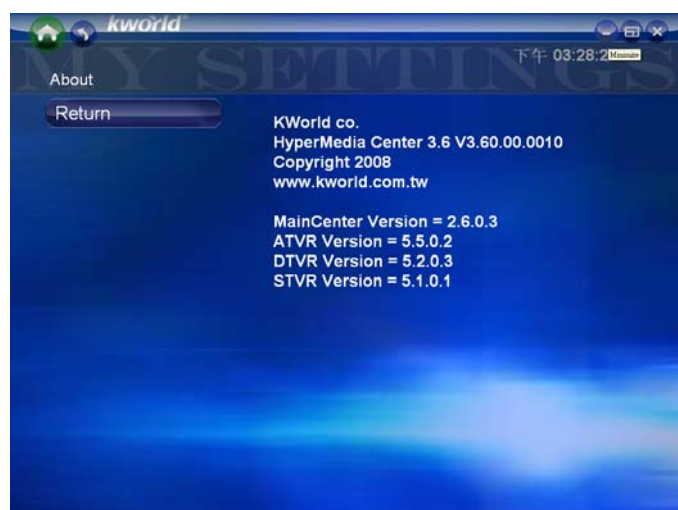 kworld
MY SETTINGS
下午 03:28:2
Minimize
About
Return
KWorld co.
HyperMedia Center 3.6 V3.60.00.0010
Copyright 2008
www.kworld.com.tw
MainCenter Version = 2.6.0.3
ATVR Version = 5.5.0.2
DTVR Version = 5.2.0.3
STVR Version = 5.1.0.1